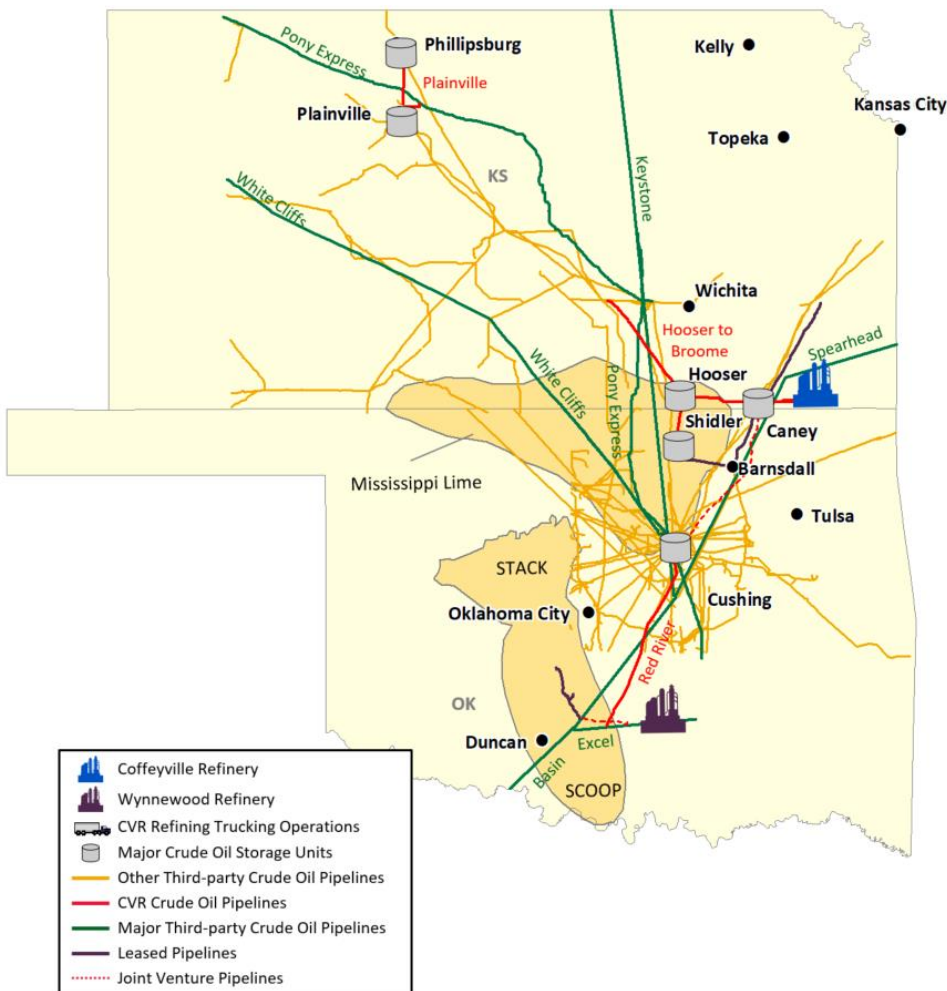 Phillipsburg
Kelly
Pony Express
Plainville
Kansas City
Plainville
Topeka
Keystone
KS
White Cliffs
Wichita
Hooser to
Broome
Spearhead
Hooser
White Cliffs
Pony Express
Shidler
Caney
Barnsdall
Mississippi Lime
Tulsa
STACK
Cushing
Oklahoma City
Red River
OK
Duncan
Excel
Basin
SCOOP
Coffeyville Refinery
Wynnewood Refinery
CVR Refining Trucking Operations
Major Crude Oil Storage Units
Other Third-party Crude Oil Pipelines
CVR Crude Oil Pipelines
Major Third-party Crude Oil Pipelines
Leased Pipelines
Joint Venture Pipelines